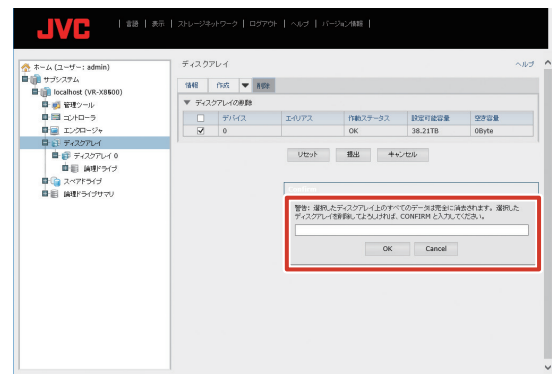 JVC
| 言語 | 表示 | ストレージネットワーク | ログアウト | ヘルプ | バージョン情報 |
ホーム (ユーザー: admin)
サブシステム
localhost (VR-X8600)
管理ツール
コントローラ
エンクロージャ
ディスクアレイ
ディスクアレイ 0
論理ドライブ
スペアドライブ
論理ドライブサマリ
ディスクアレイ
ヘルプ
情報 作成 削除
ディスクアレイの削除
デバイス エイリアス 作動ステータス 設定可能容量 空き容量
0 OK 38.21TB 0Byte
リセット 提出 キャンセル
Confirm
警告: 選択したディスクアレイ上のすべてのデータは完全に消去されます。選択した
ディスクアレイを削除してよろしければ、CONFIRM と入力してください。
OK Cancel